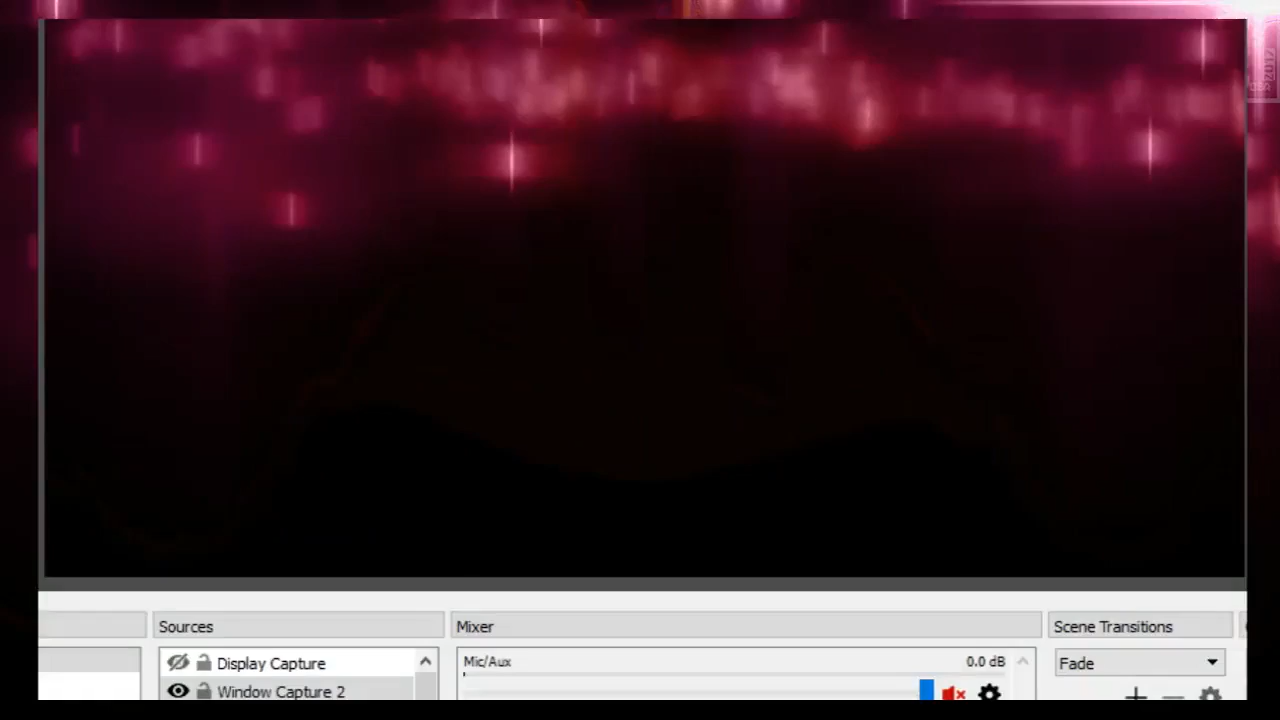 Sources
Mixer
Scene Transitions
Display Capture
Mic/Aux
0.0 dB
Fade
Window Capture 2